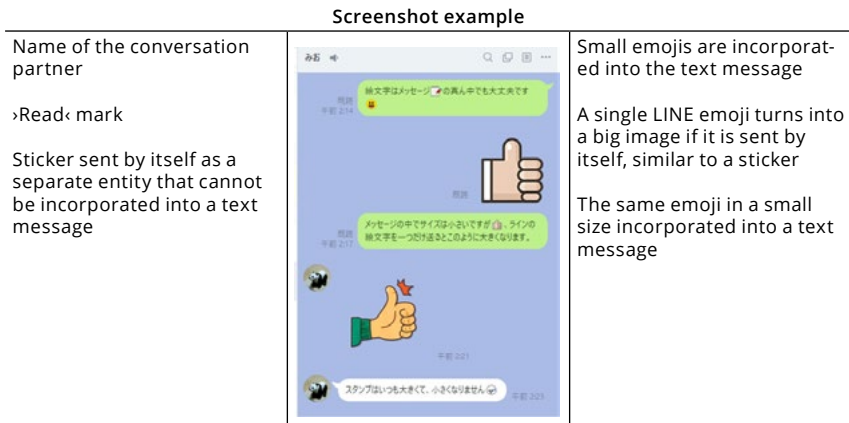 Screenshot example
Name of the conversation
partner
›Read‹ mark
Sticker sent by itself as a
separate entity that cannot
be incorporated into a text
message
みお
絵文字はメッセージ📝の真ん中でも大丈夫です
既読
午前 2:14
既読
メッセージの中でサイズは小さいですが👍、ラインの
絵文字を一つだけ送るとこのように大きくなります。
既読
午前 2:17
午前 2:21
スタンプはいつも大きくて、小さくなりません
午前 2:23
Small emojis are incorporat-
ed into the text message
A single LINE emoji turns into
a big image if it is sent by
itself, similar to a sticker
The same emoji in a small
size incorporated into a text
message